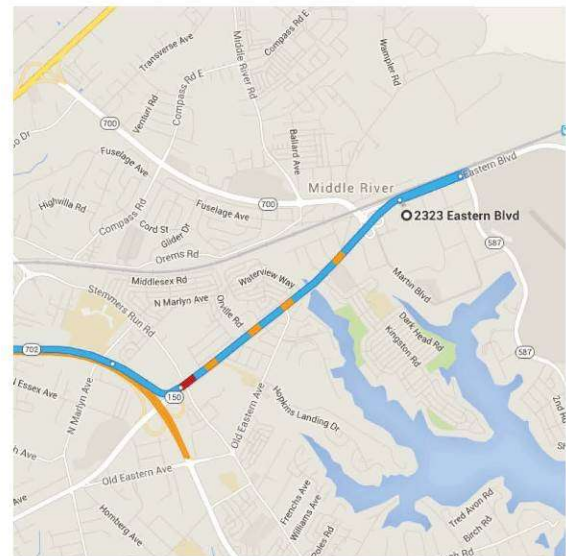 Compass Rd E
Transverse Ave
Middle River Rd
Wampler Rd
Compass Rd E
Venturi Rd
700
Ballard Ave
Fuselage Ave
Eastern Blvd
Middle River
700
Highvilla Rd
Compass Rd
Fuselage Ave
2323 Eastern Blvd
Cord St
Glider Dr
587
Orems Rd
Middlesex Rd
Waterview Way
Martin Blvd
N Marlyn Ave
Stemmers Run Rd
Orville Rd
Dark Head Rd
Kingston Rd
702
587
150
N Marlyn Ave
Hopkins Landing Dr
2nd Rd
Old Eastern Ave
Old Eastern Ave
Frenchs Ave
Williams Ave
Tred Avon Rd
Homberg Ave
Birch Rd